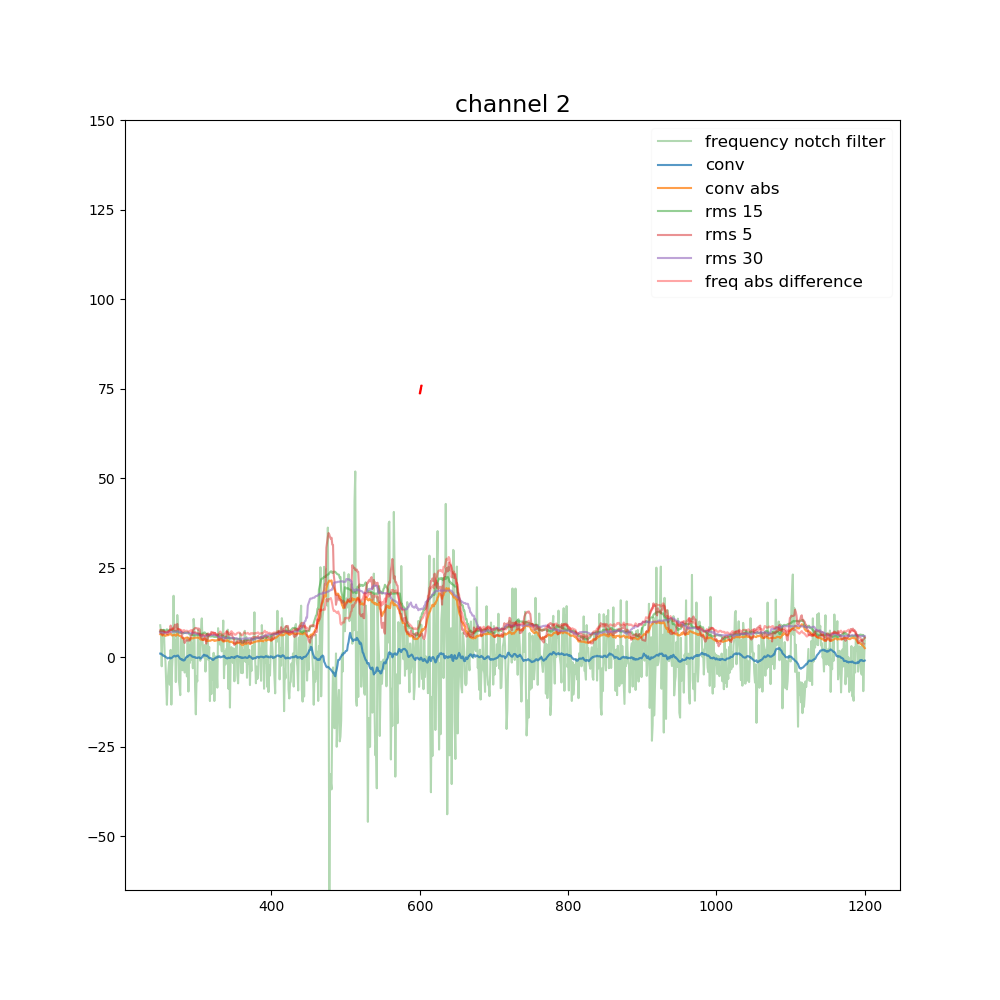 channel 2
150
125
100
75
50
25
0
−25
−50
400
600
800
1000
1200
frequency notch filter
conv
conv abs
rms 15
rms 5
rms 30
freq abs difference